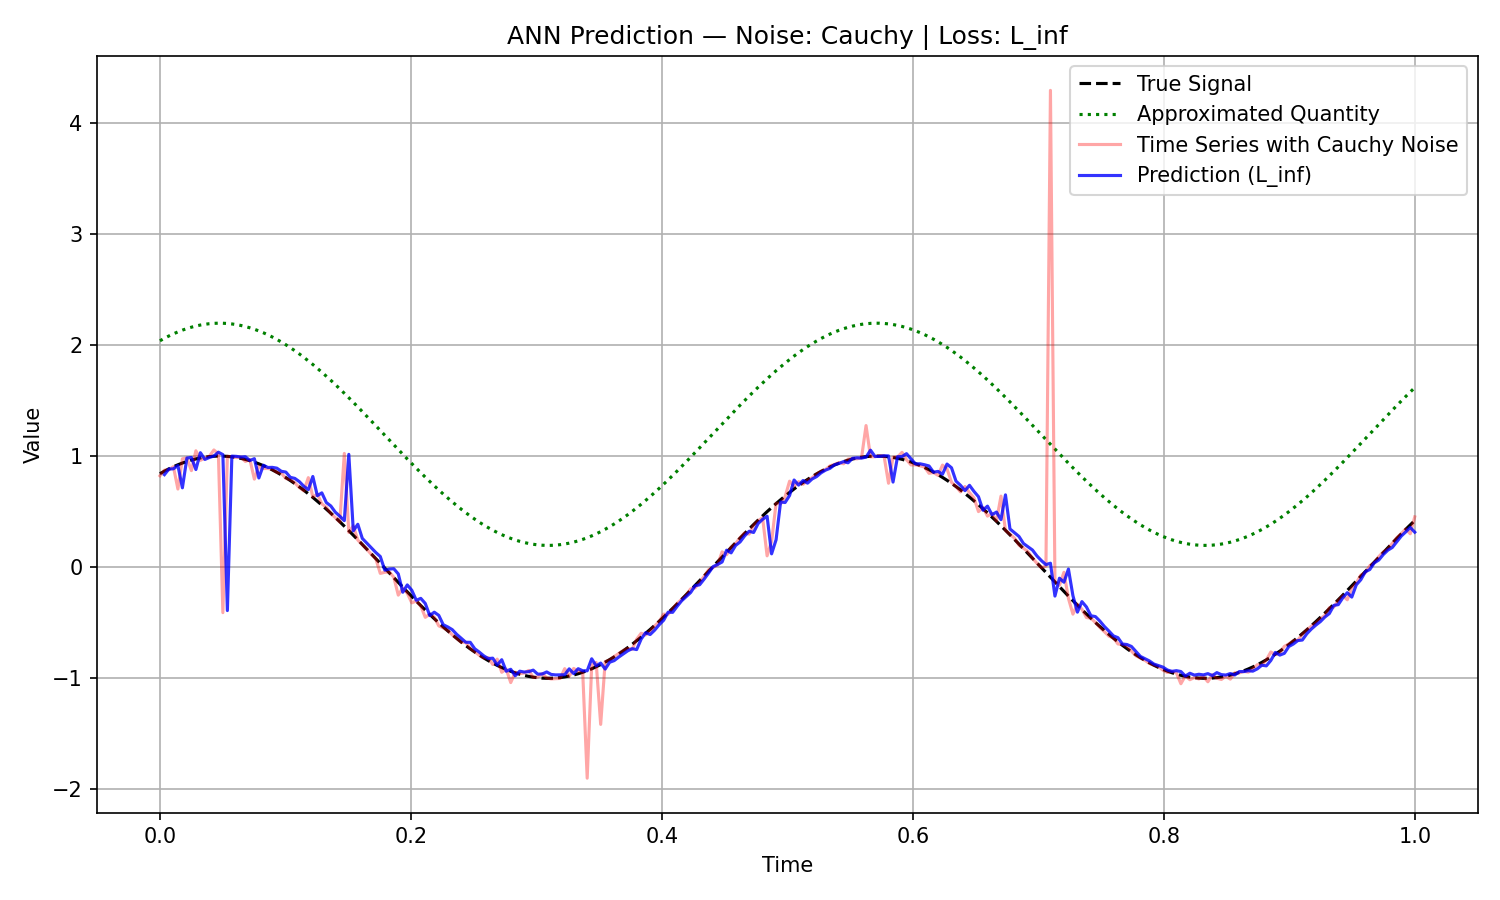 ANN Prediction — Noise: Cauchy | Loss: L_inf
True Signal
Approximated Quantity
Time Series with Cauchy Noise
Prediction (L_inf)
4
3
2
1
0
−1
−2
Value
0.0 0.2 0.4 0.6 0.8 1.0
Time